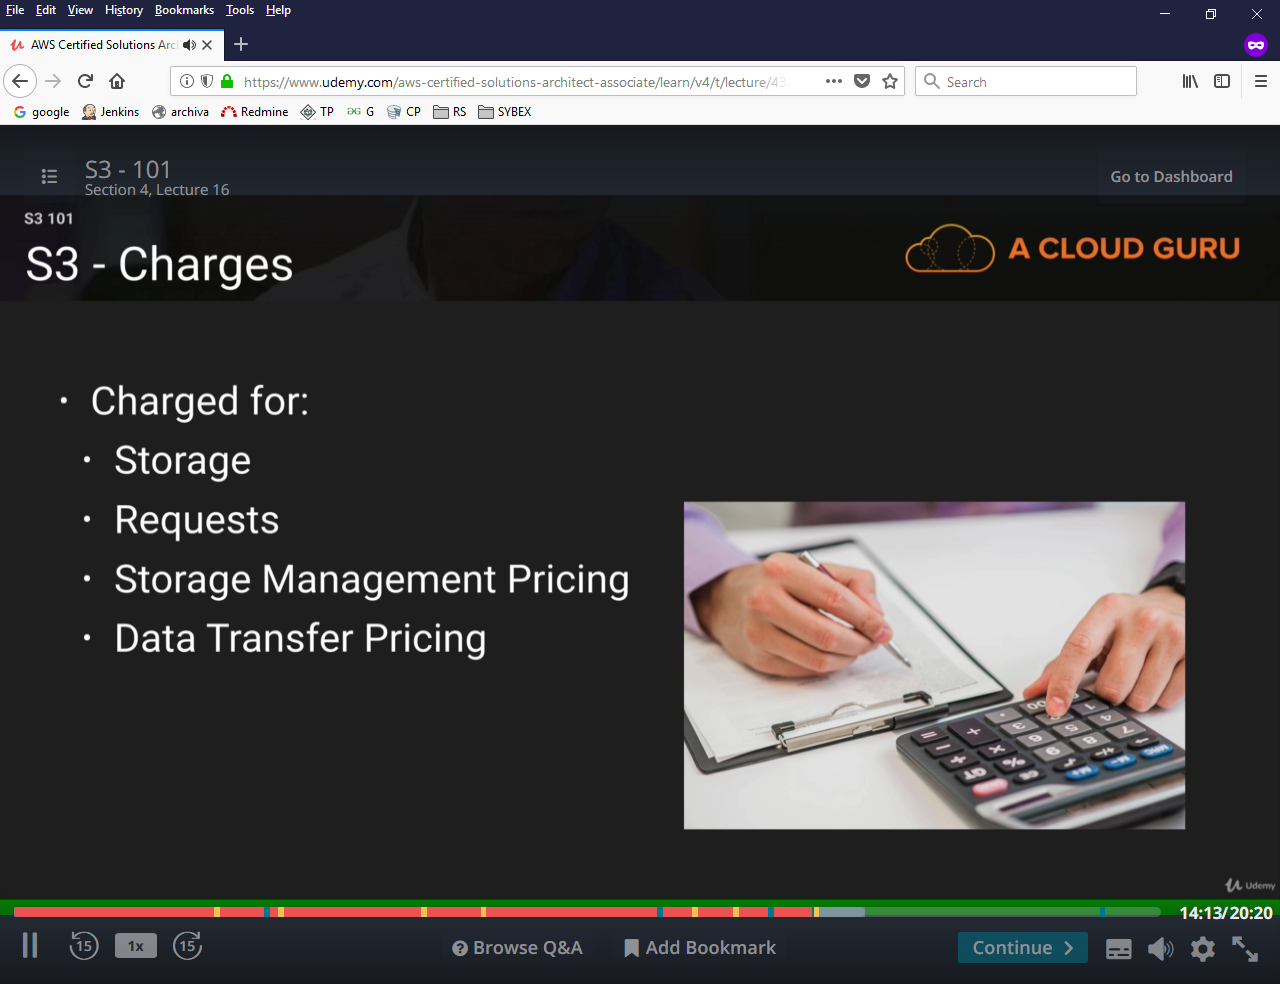 File Edit View History Bookmarks Tools Help
AWS Certified Solutions Arc
https://www.udemy.com/aws-certified-solutions-architect-associate/learn/v4/t/lecture/43
Search
google Jenkins archiva Redmine TP G CP RS SYBEX
S3 - 101
Section 4, Lecture 16
Go to Dashboard
S3 101
S3 - Charges
A CLOUD GURU
• Charged for:
• Storage
• Requests
• Storage Management Pricing
• Data Transfer Pricing
Udemy
14:13/20:20
15 1x 15 Browse Q&A Add Bookmark Continue